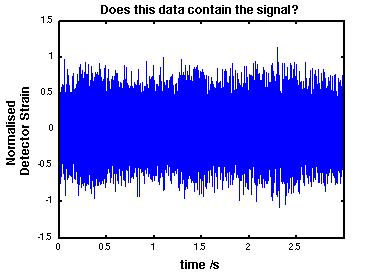 Does this data contain the signal?
1.5
1
0.5
0
-0.5
-1
-1.5
Normalised
Detector Strain
0 0.5 1 1.5 2 2.5
time /s